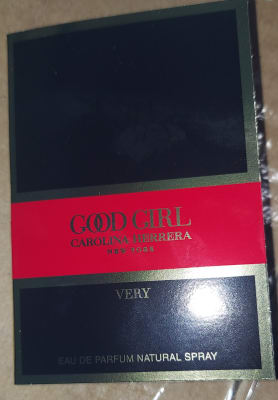 GOOD GIRL
CAROLINA HERRERA
NEW YORK
VERY
EAU DE PARFUM NATURAL SPRAY